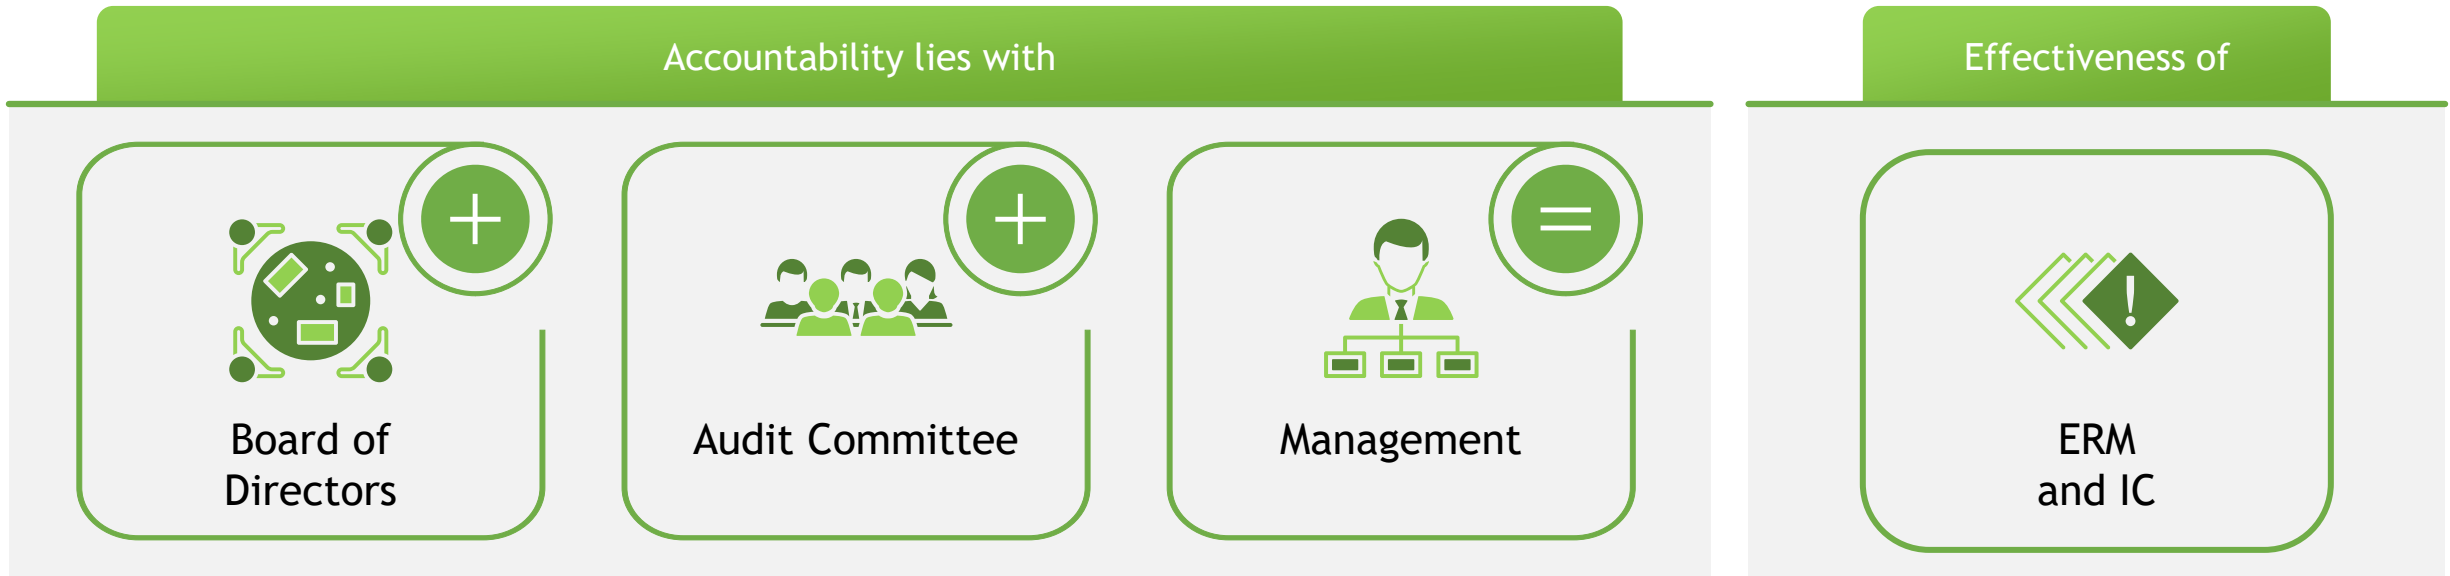 Accountability lies with
Effectiveness of
+
+
=
Board of
Directors
Audit Committee
Management
!
ERM
and IC